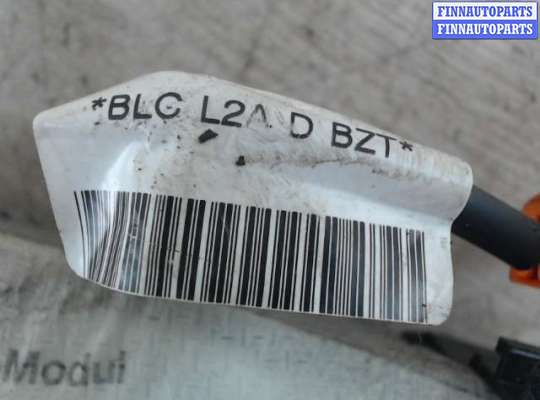 FINNAUTOPARTS
FINNAUTOPARTS
*BLC L2A D BZT*
Modul